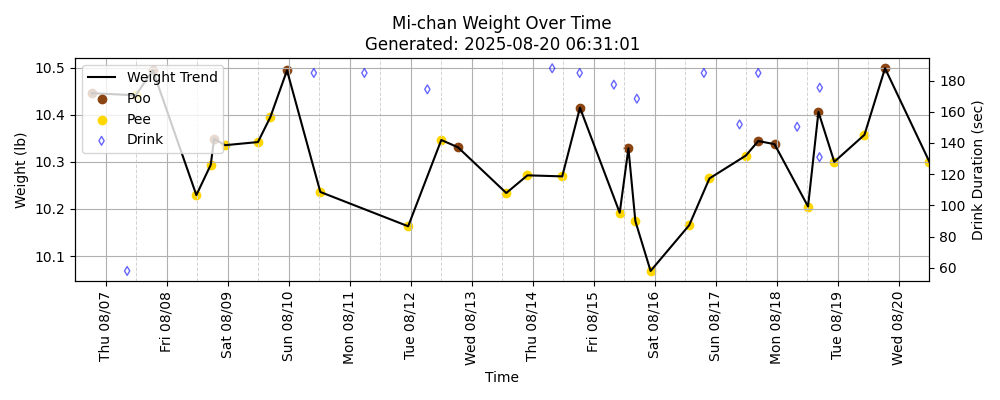 Mi-chan Weight Over Time
Generated: 2025-08-20 06:31:01
Weight Trend
Poo
Pee
Drink
Weight (lb)
10.5
10.4
10.3
10.2
10.1
Drink Duration (sec)
180
160
140
120
100
80
60
Thu 08/07
Fri 08/08
Sat 08/09
Sun 08/10
Mon 08/11
Tue 08/12
Wed 08/13
Thu 08/14
Fri 08/15
Sat 08/16
Sun 08/17
Mon 08/18
Tue 08/19
Wed 08/20
Time